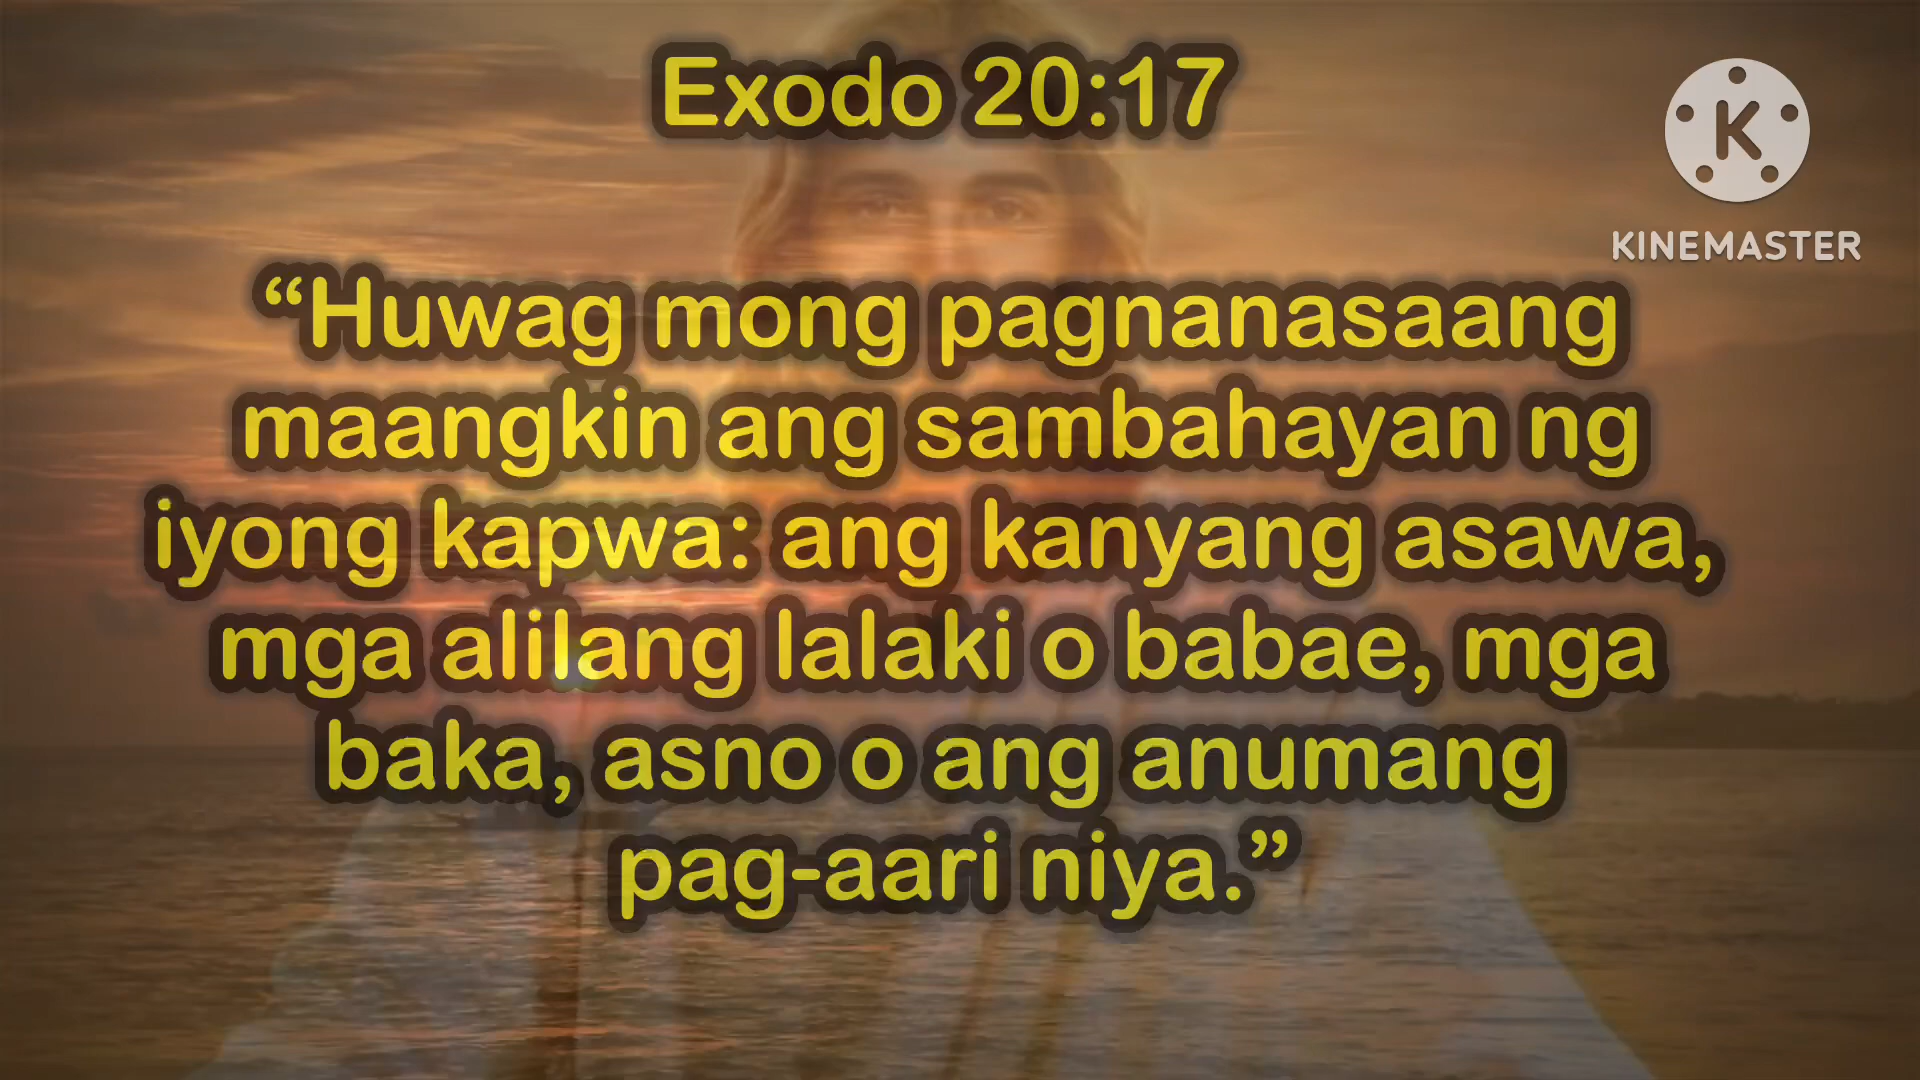 Exodo 20:17
KINEMASTER
“Huwag mong pagnanasaang
maangkin ang sambahayan ng
iyong kapwa: ang kanyang asawa,
mga alilang lalaki o babae, mga
baka, asno o ang anumang
pag-aari niya.”